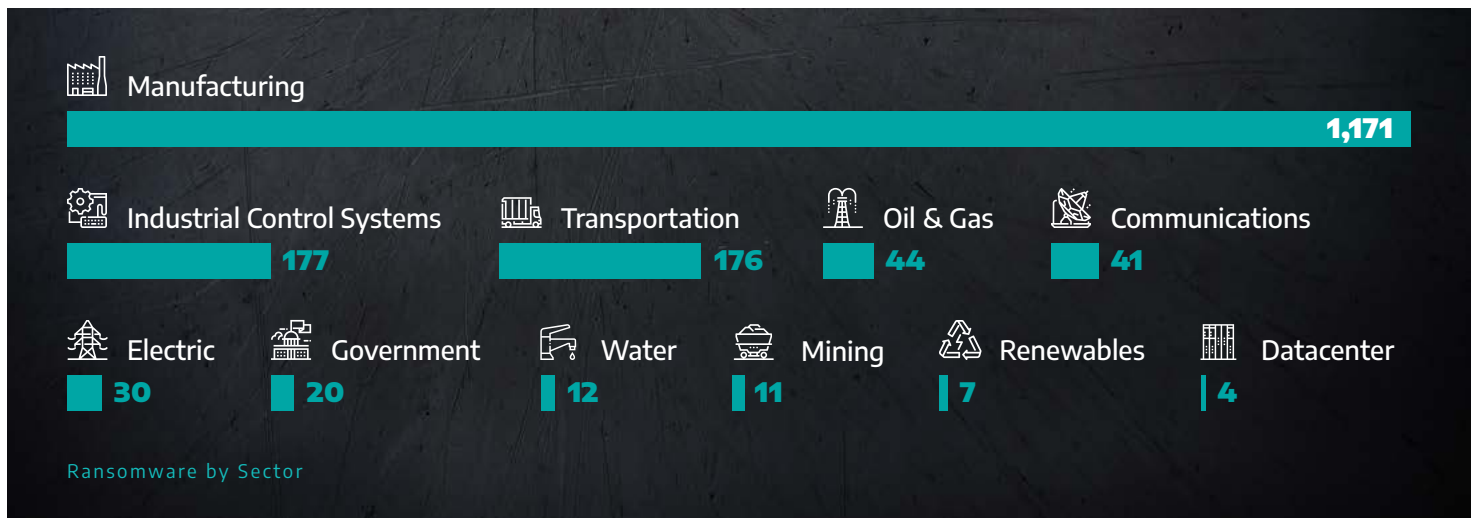 Manufacturing
1,171
Industrial Control Systems Transportation Oil & Gas Communications
177 176 44 41
Electric Government Water Mining Renewables Datacenter
30 20 12 11 7 4
Ransomware by Sector